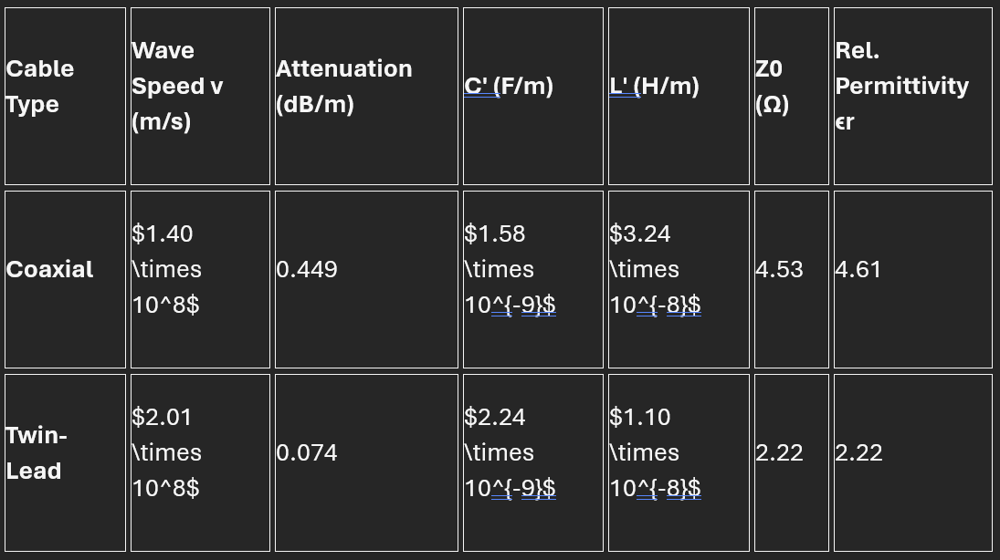 Cable
Type
Wave
Speed v
(m/s)
Attenuation
(dB/m)
C' (F/m)
L' (H/m)
Z0
(Ω)
Rel.
Permittivity
ϵr
Coaxial
$1.40
\times
10^8$
0.449
$1.58
\times
10^{-9}$
$3.24
\times
10^{-8}$
4.53
4.61
Twin-
Lead
$2.01
\times
10^8$
0.074
$2.24
\times
10^{-9}$
$1.10
\times
10^{-8}$
2.22
2.22